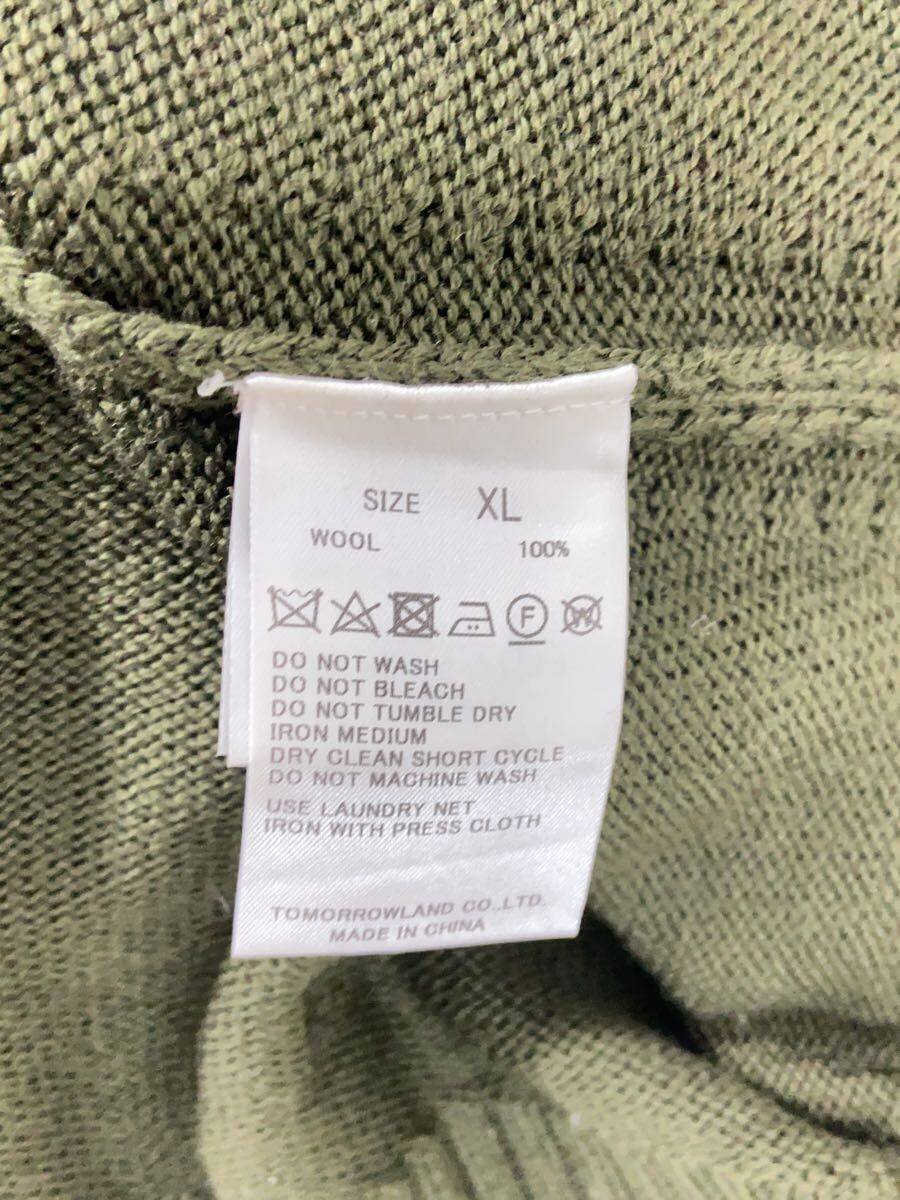 SIZE XL
WOOL 100%
F W
DO NOT WASH
DO NOT BLEACH
DO NOT TUMBLE DRY
IRON MEDIUM
DRY CLEAN SHORT CYCLE
DO NOT MACHINE WASH
USE LAUNDRY NET
IRON WITH PRESS CLOTH
TOMORROWLAND CO.,LTD.
MADE IN CHINA